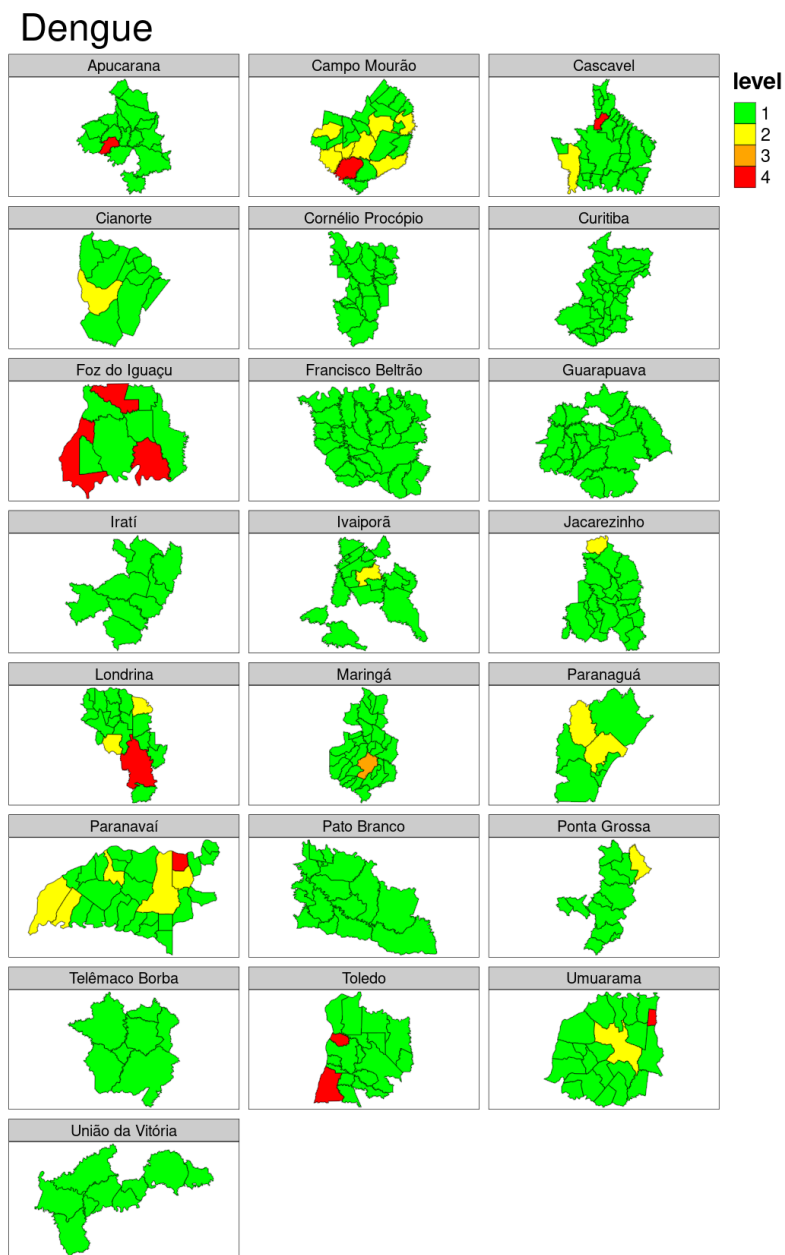 Dengue
Apucarana
Campo Mourão
Cascavel
level
1
2
3
4
Cianorte
Cornélio Procópio
Curitiba
Foz do Iguaçu
Francisco Beltrão
Guarapuava
Iratí
Ivaiporã
Jacarezinho
Londrina
Maringá
Paranaguá
Paranavaí
Pato Branco
Ponta Grossa
Telêmaco Borba
Toledo
Umuarama
União da Vitória